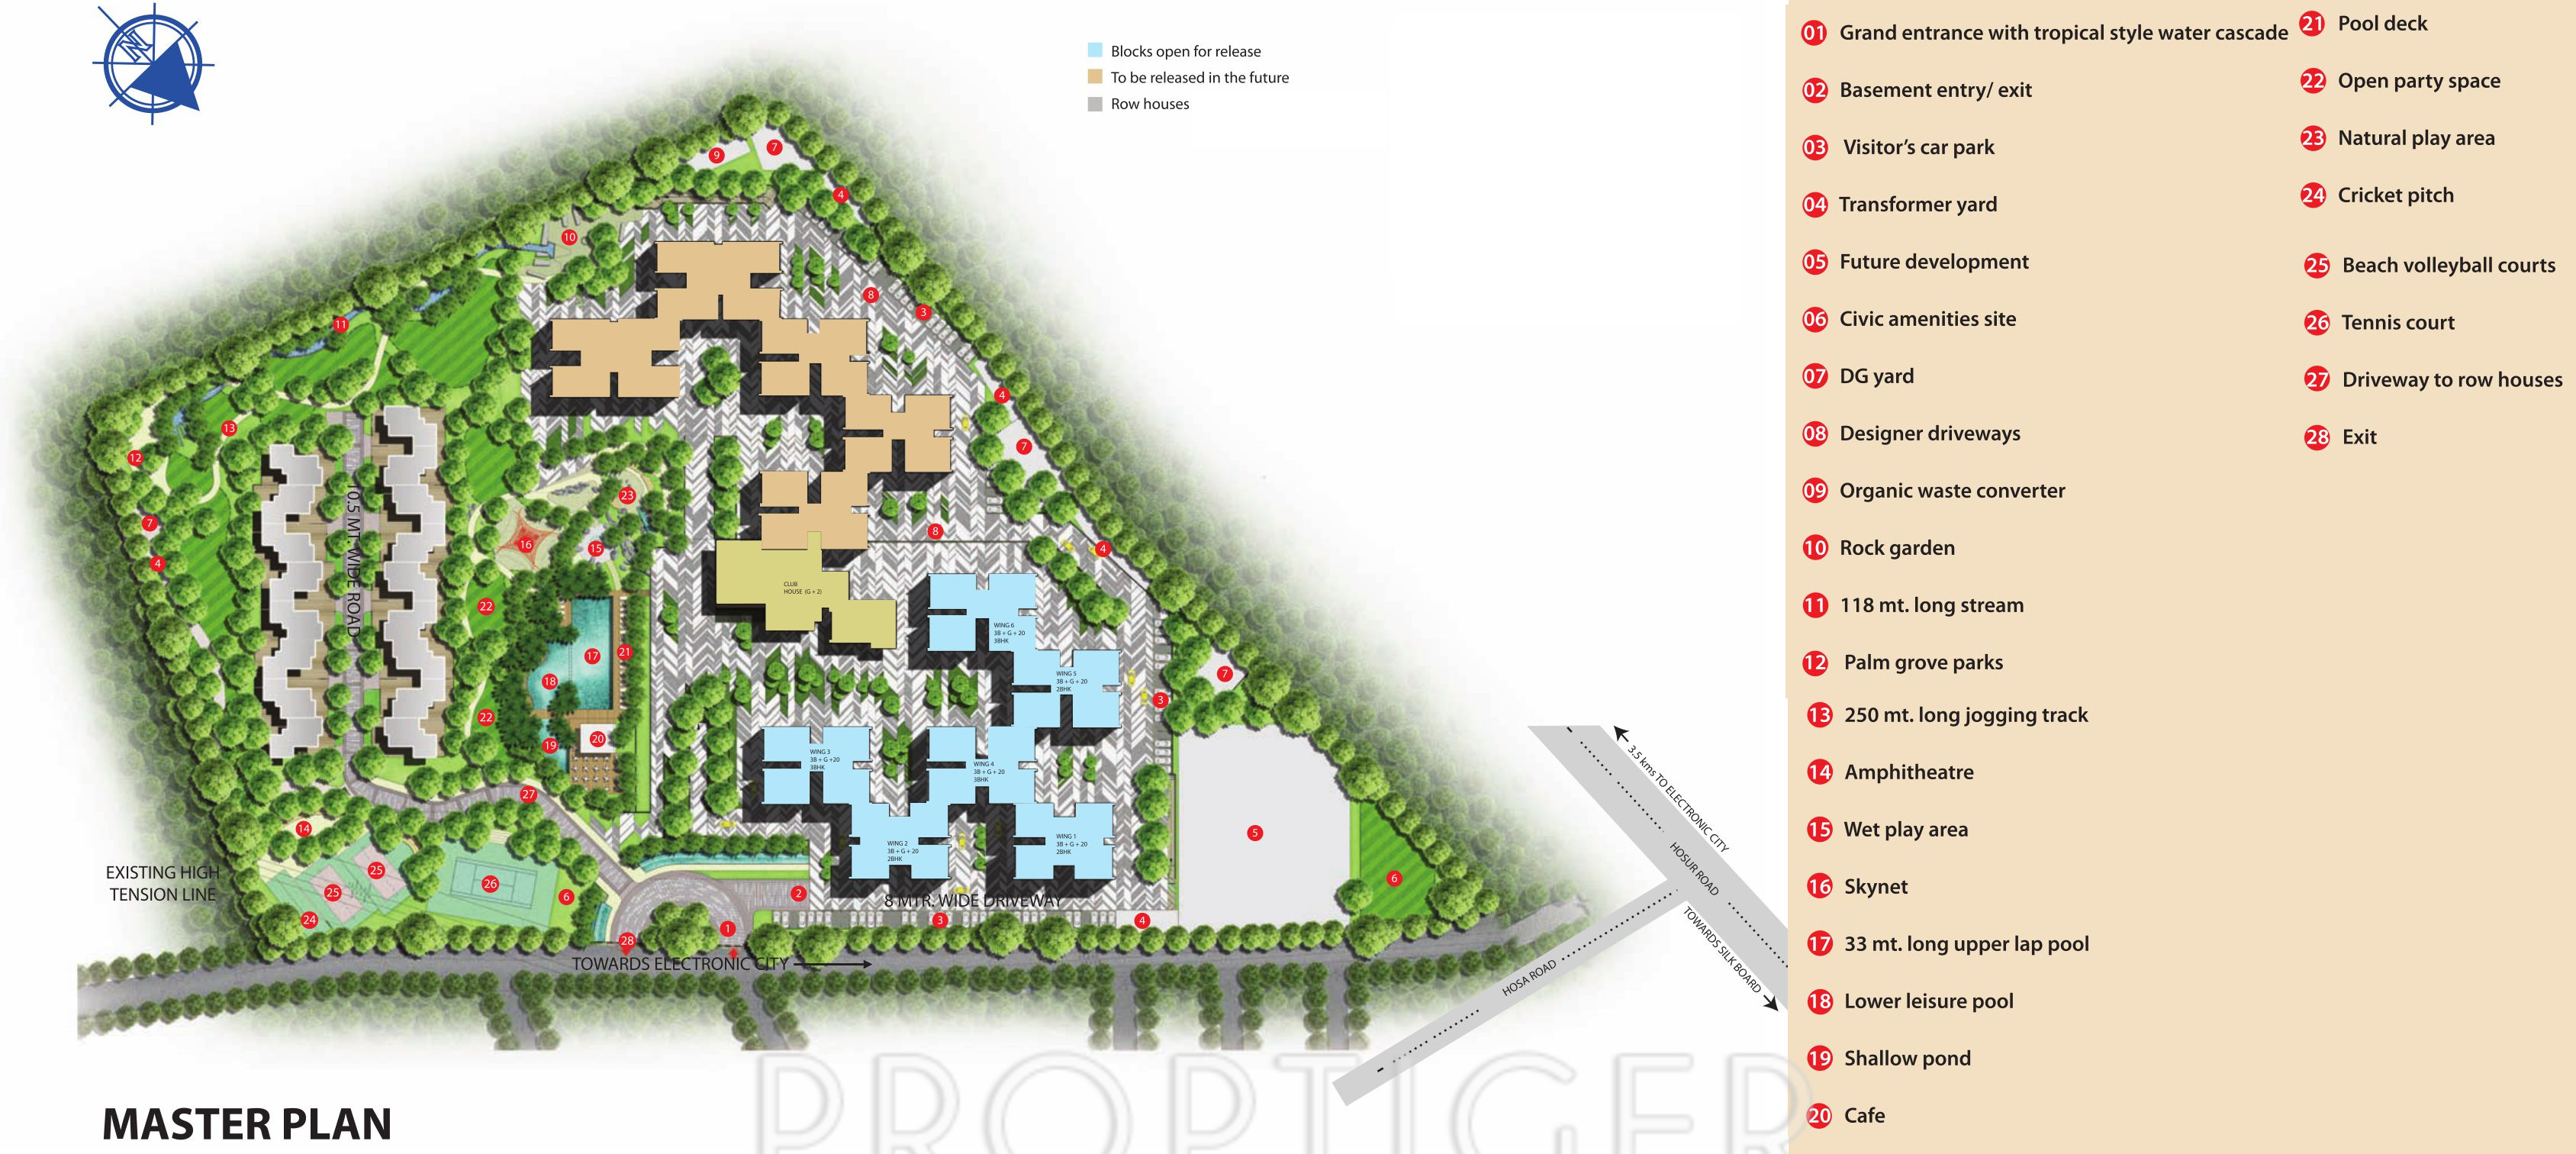 N
Blocks open for release
To be released in the future
Row houses
9
7
4
10
8
3
11
4
13
7
12
10.5 MT. WIDE ROAD
23
7
16
15
8
4
4
CLUB
HOUSE (G + 2)
22
WING 6
3B + G + 20
3BHK
17
21
18
WING 5
3B + G + 20
2BHK
7
3
22
19
20
WING 3
3B + G +20
3BHK
WING 4
3B + G + 20
3BHK
27
14
5
WING 2
3B + G + 20
2BHK
WING 1
3B + G + 20
2BHK
EXISTING HIGH
TENSION LINE
25
25
26
24
6
2
6
8 MTR. WIDE DRIVEWAY
28
1
3
4
TOWARDS ELECTRONIC CITY
3.5 kms TO ELECTRONIC CITY
HOSUR ROAD
TOWARDS SILK BOARD
HOSA ROAD
MASTER PLAN
PROPTIGER
01 Grand entrance with tropical style water cascade
02 Basement entry/ exit
03 Visitor's car park
04 Transformer yard
05 Future development
06 Civic amenities site
07 DG yard
08 Designer driveways
09 Organic waste converter
10 Rock garden
11 118 mt. long stream
12 Palm grove parks
13 250 mt. long jogging track
14 Amphitheatre
15 Wet play area
16 Skynet
17 33 mt. long upper lap pool
18 Lower leisure pool
19 Shallow pond
20 Cafe
21 Pool deck
22 Open party space
23 Natural play area
24 Cricket pitch
25 Beach volleyball courts
26 Tennis court
27 Driveway to row houses
28 Exit